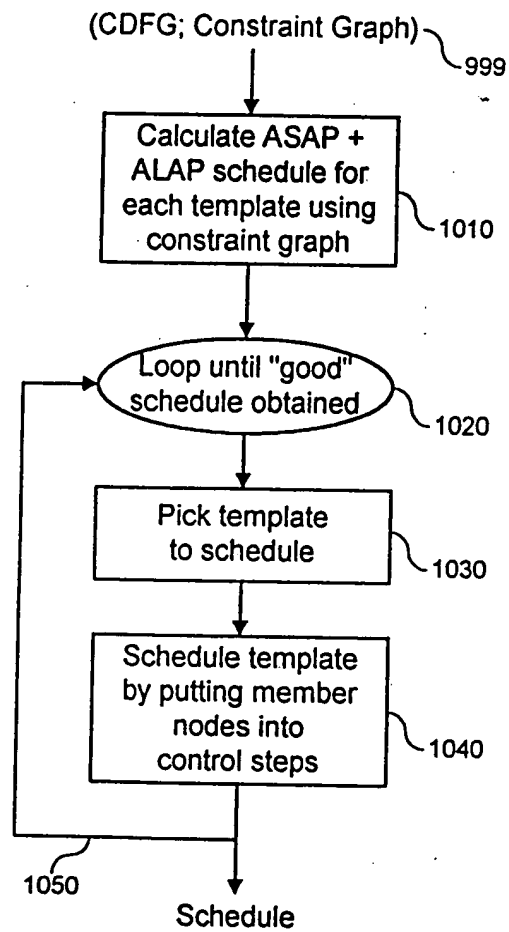 (CDFG; Constraint Graph)
999
Calculate ASAP +
ALAP schedule for
each template using
constraint graph
1010
Loop until "good"
schedule obtained
1020
Pick template
to schedule
1030
Schedule template
by putting member
nodes into
control steps
1040
1050
Schedule